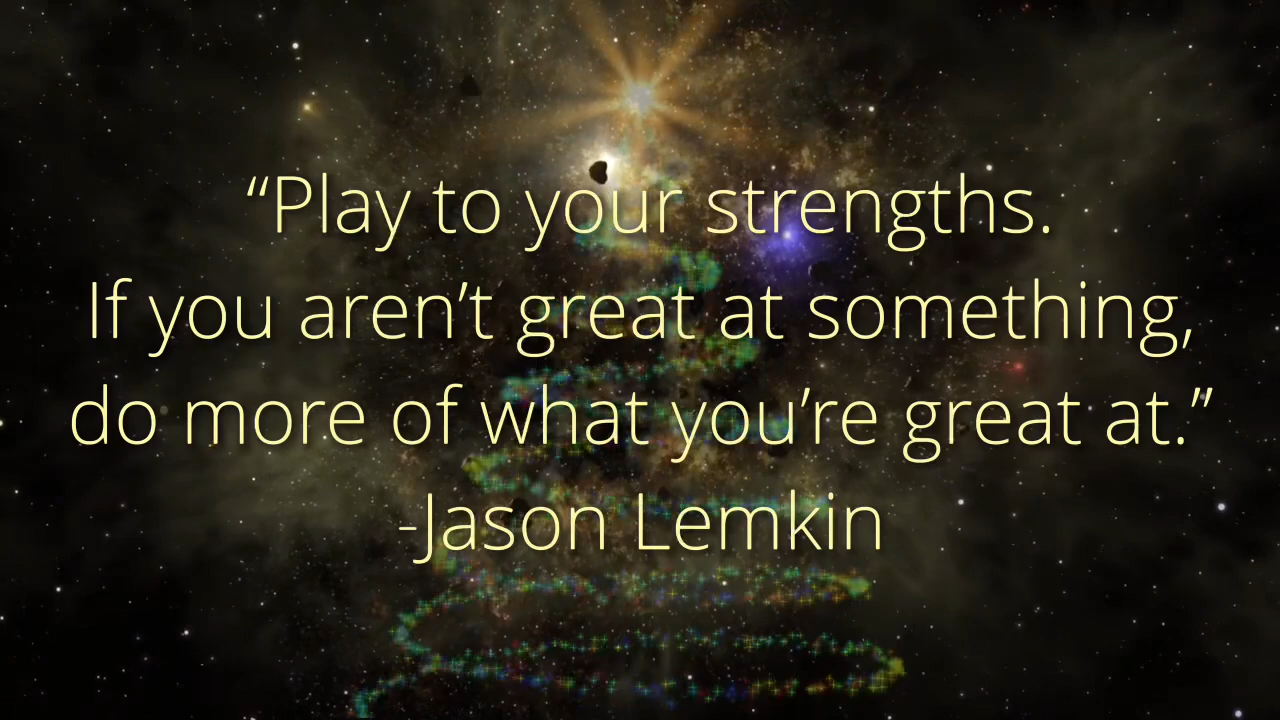 “Play to your strengths.
If you aren’t great at something,
do more of what you’re great at.”
-Jason Lemkin